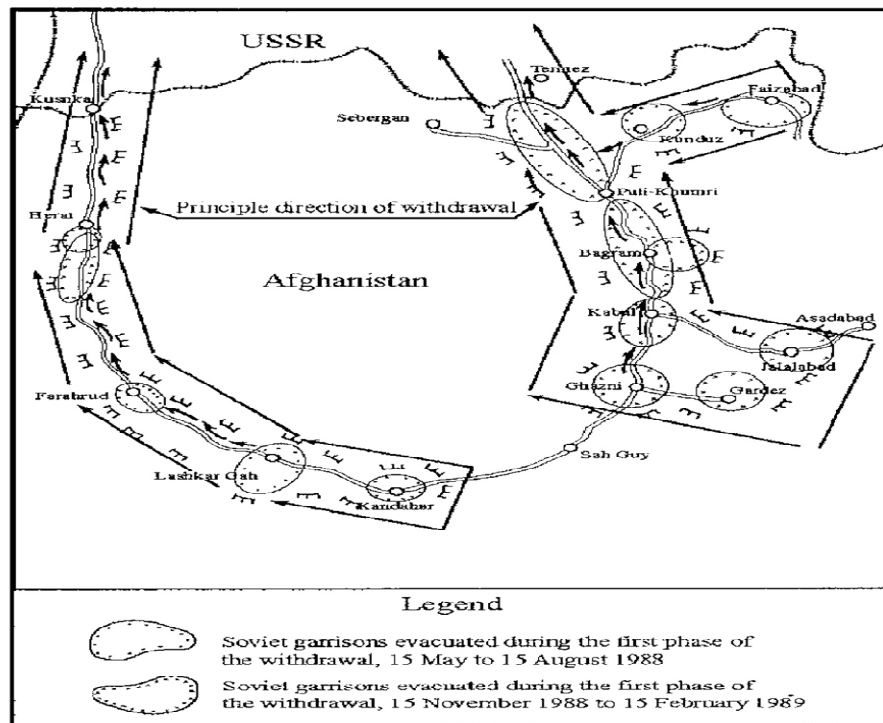 USSR
Termez
Kushka
Faizabad
Sebergan
Kunduz
Puli-Khumri
Herat
Principle direction of withdrawal
Bagram
Afghanistan
Kabul
Asadabad
Jalalabad
Farahrud
Ghazni
Gardez
Sah Guy
Lashkar Gah
Kandahar
Legend
Soviet garrisons evacuated during the first phase of
the withdrawal, 15 May to 15 August 1988
Soviet garrisons evacuated during the first phase of
the withdrawal, 15 November 1988 to 15 February 1989